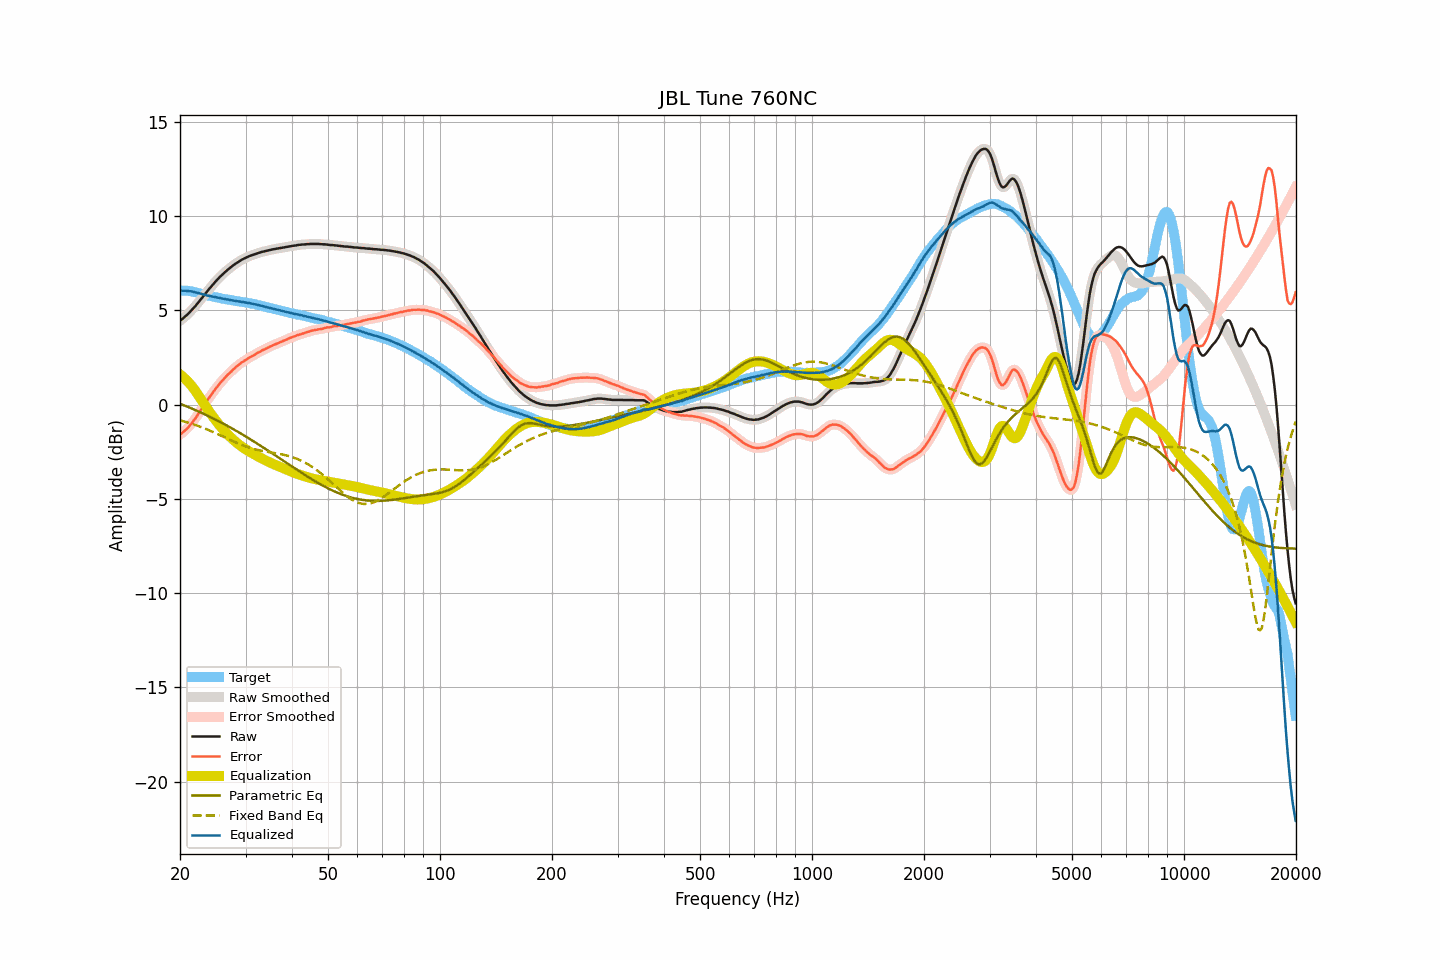 JBL Tune 760NC
15
10
5
0
−5
−10
−15
−20
Amplitude (dBr)
Target
Raw Smoothed
Error Smoothed
Raw
Error
Equalization
Parametric Eq
Fixed Band Eq
Equalized
20 50 100 200 500 1000 2000 5000 10000 20000
Frequency (Hz)